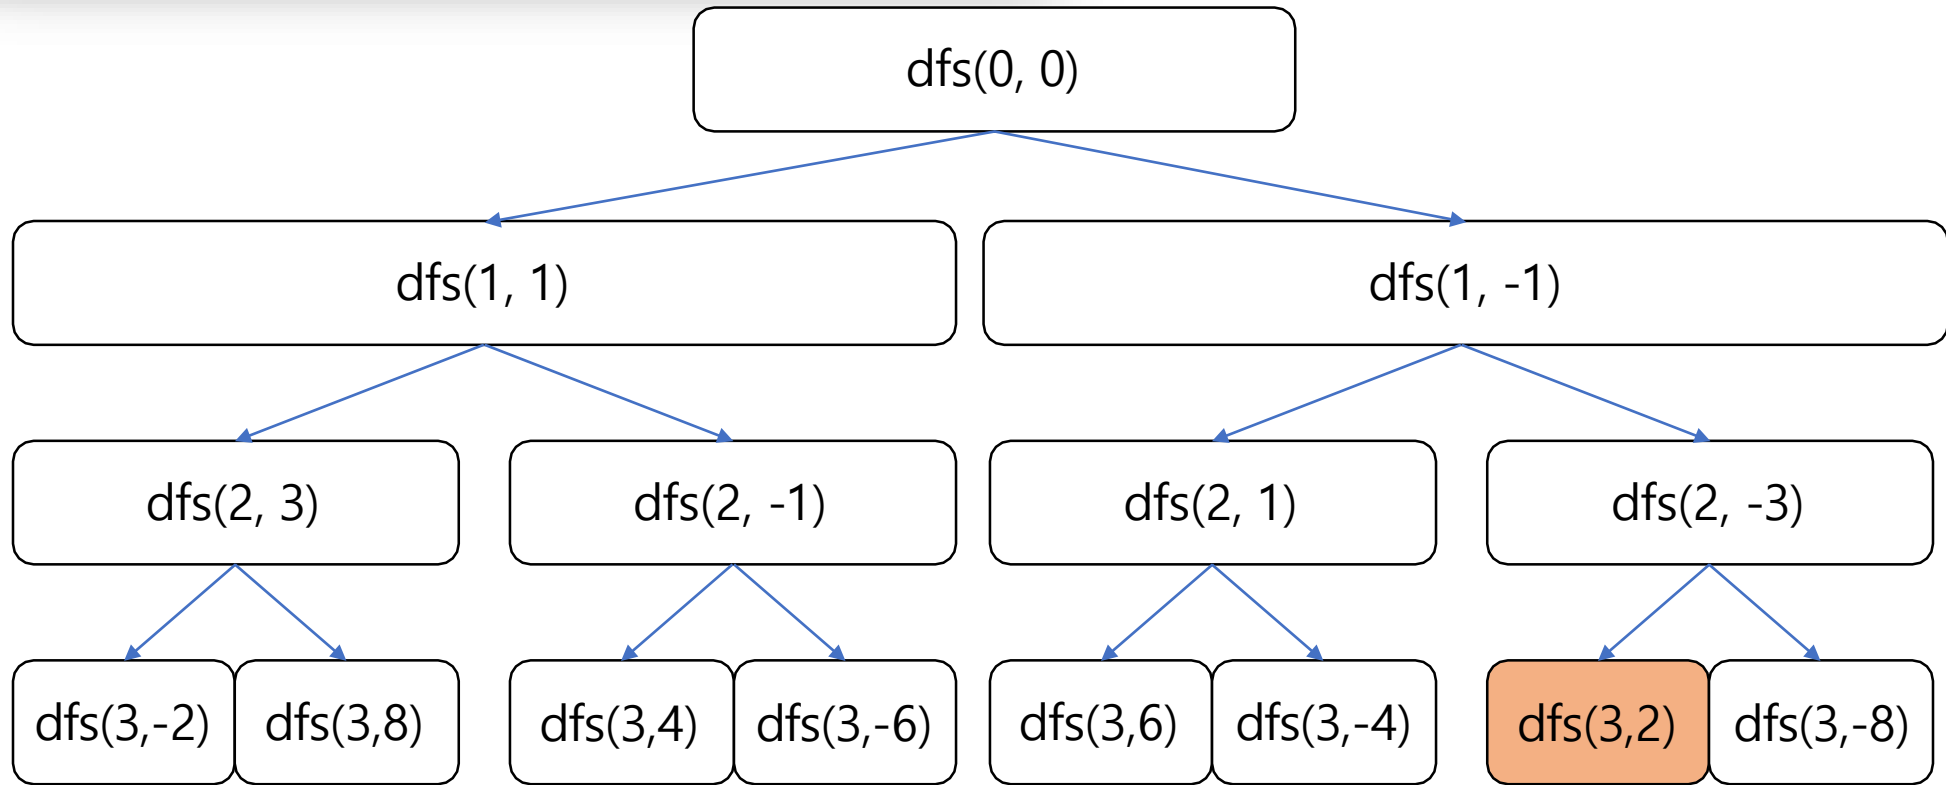 dfs(0, 0)
dfs(1, 1)
dfs(1, -1)
dfs(2, 3)
dfs(2, -1)
dfs(2, 1)
dfs(2, -3)
dfs(3,-2)
dfs(3,8)
dfs(3,4)
dfs(3,-6)
dfs(3,6)
dfs(3,-4)
dfs(3,2)
dfs(3,-8)